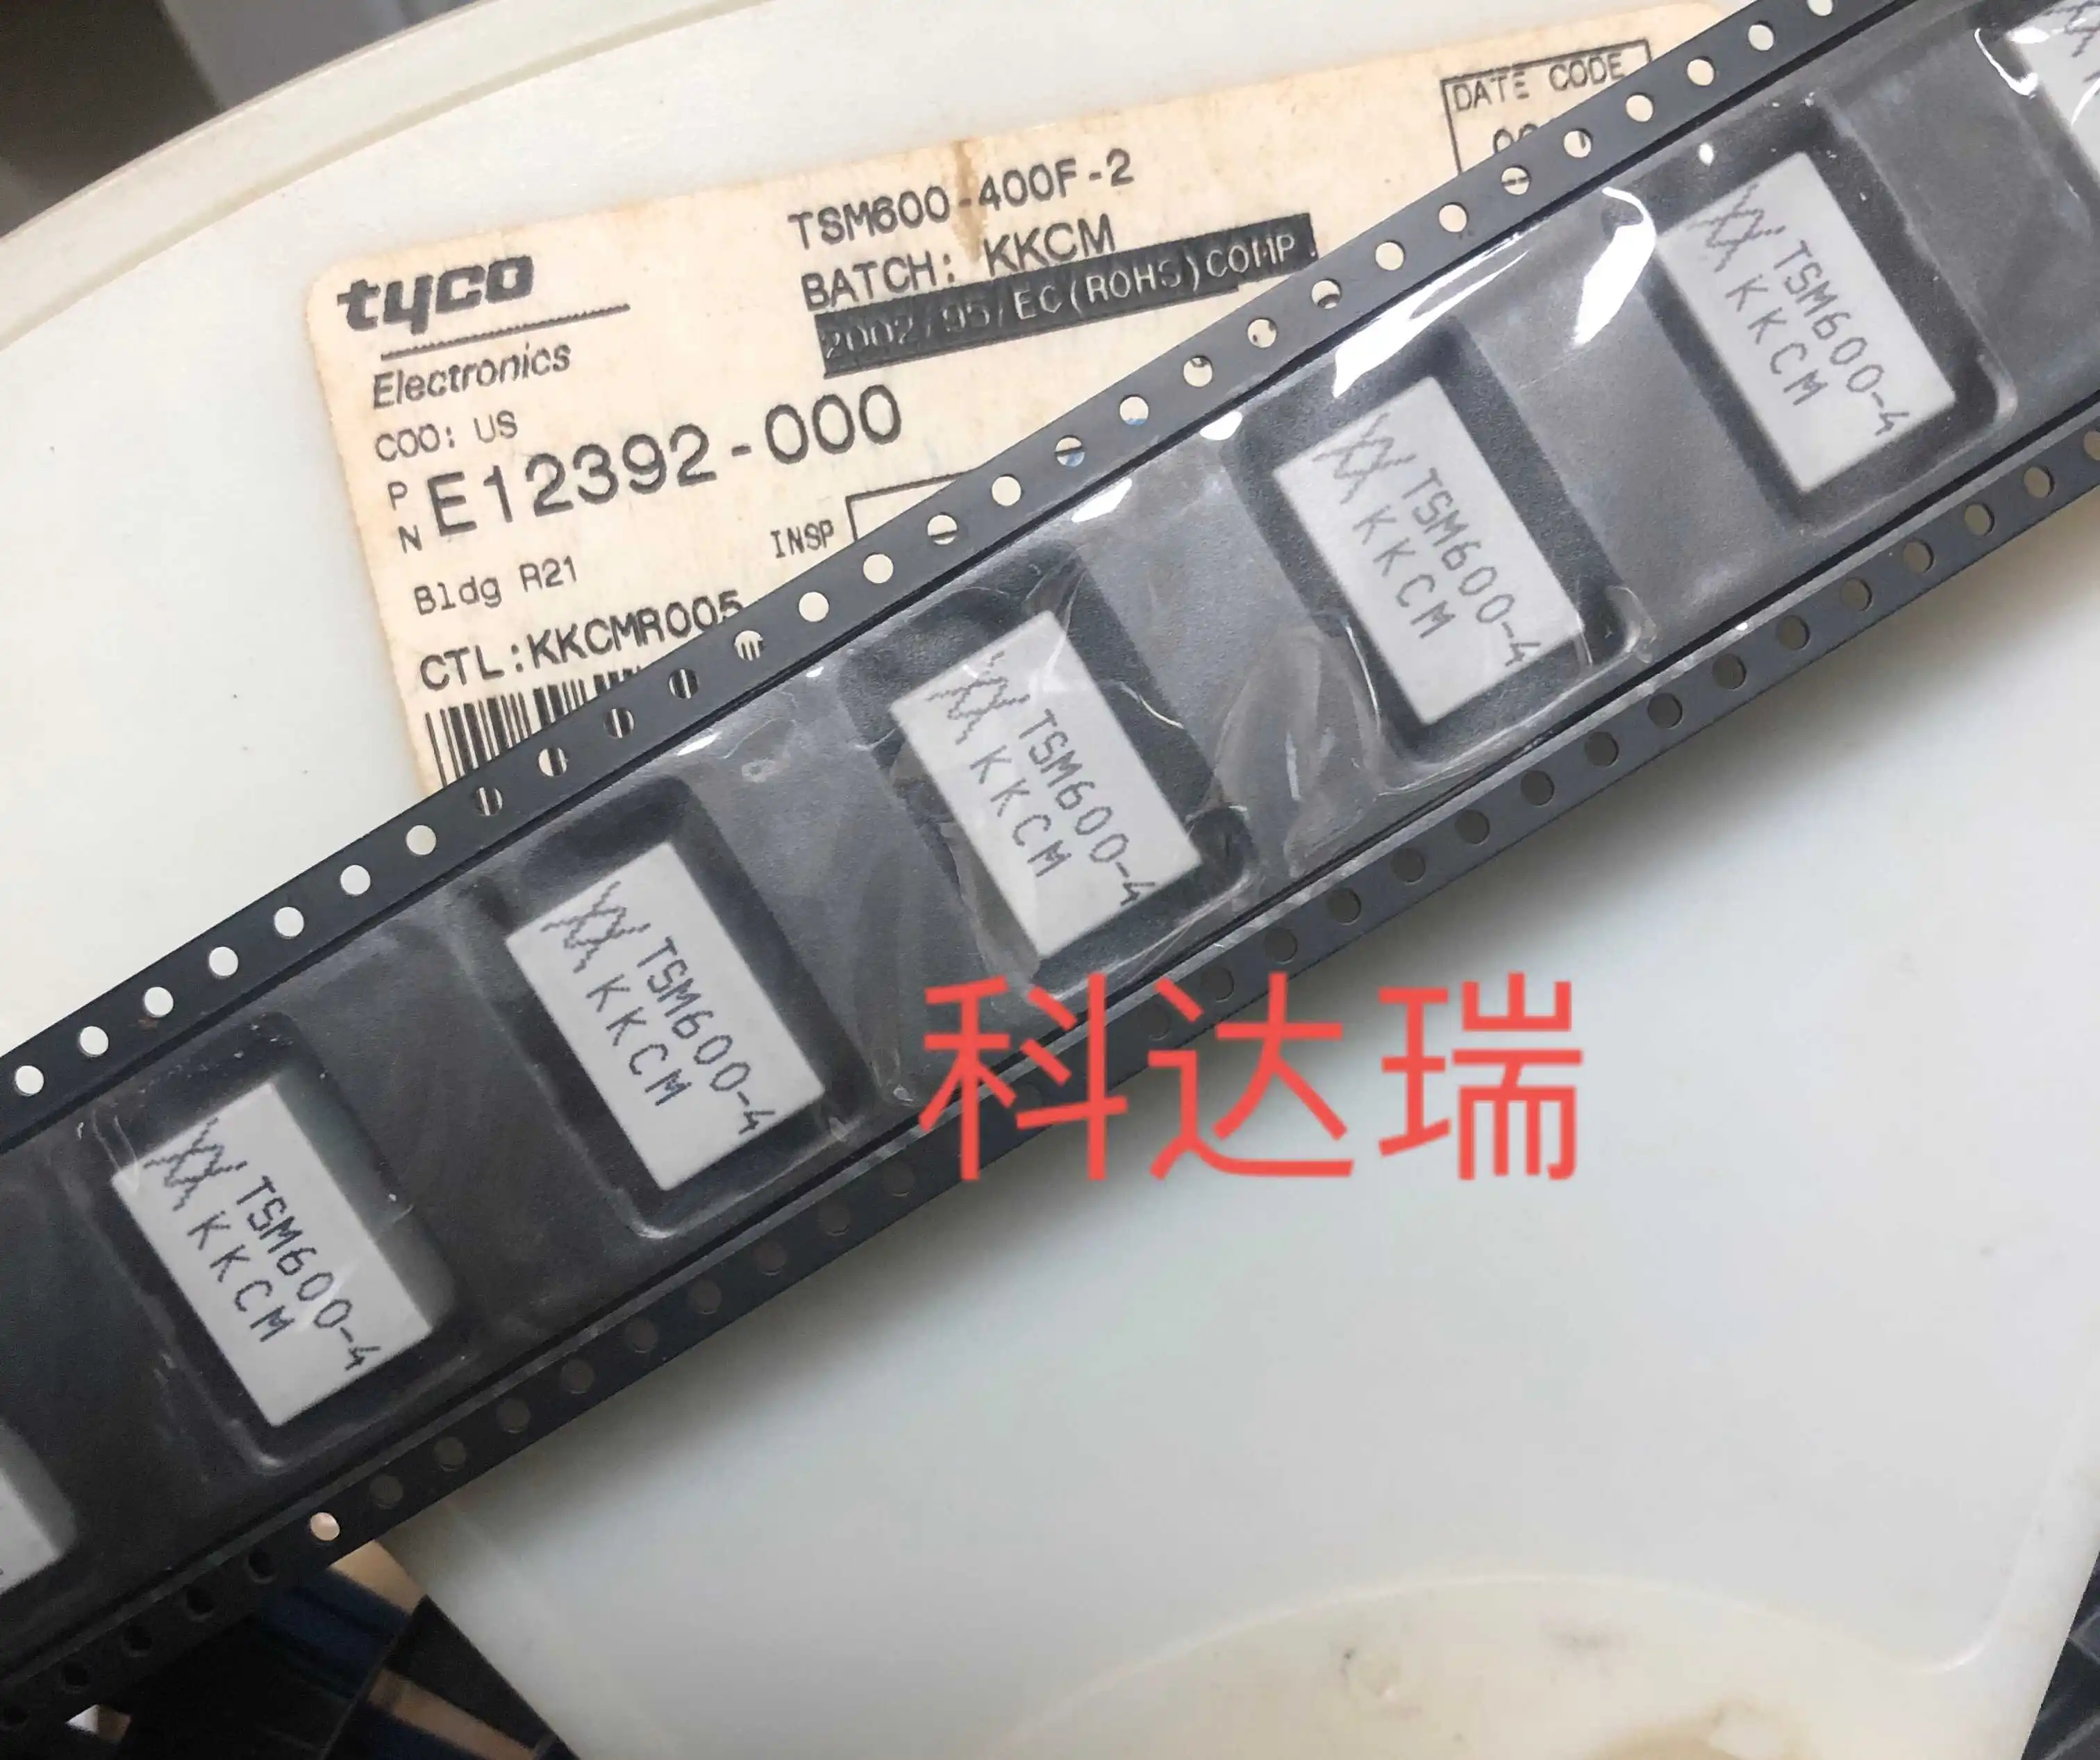 TSM600-400F-2
BATCH: KKCM
2002/95/EC(ROHS)COMP.
DATE CODE
tyco
Electronics
COO: US
PN E12392-000
INSP
Bldg R21
CTL:KKCMR005
TSM600-4
KKCM
TSM600-4
KKCM
TSM600-4
KKCM
TSM600-4
KKCM
TSM600-4
KKCM
科达瑞